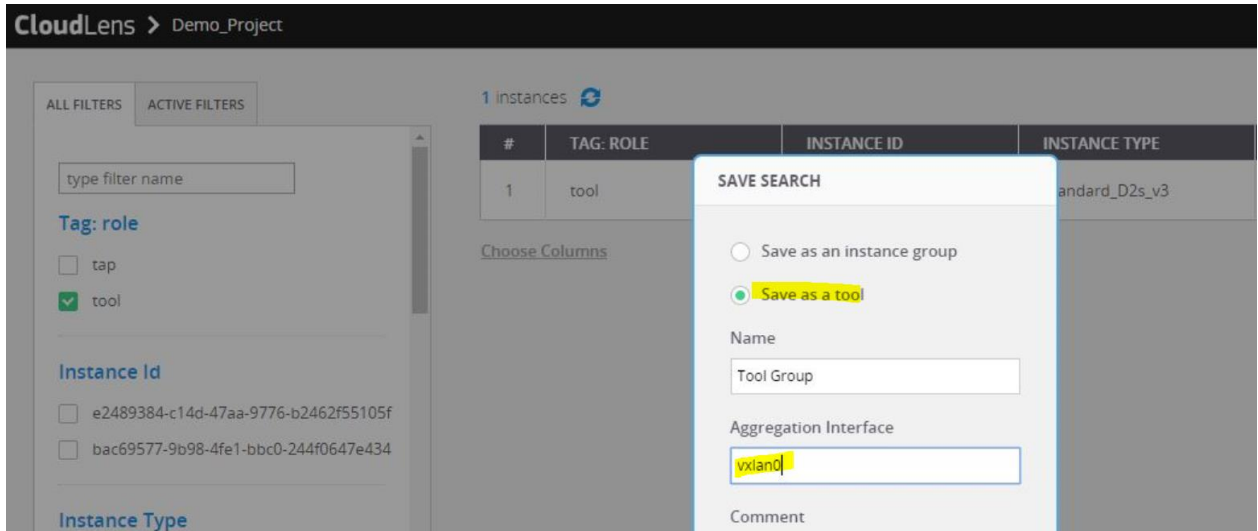 CloudLens > Demo_Project
ALL FILTERS ACTIVE FILTERS
type filter name
Tag: role
tap
tool
Instance Id
e2489384-c14d-47aa-9776-b2462f55105f
bac69577-9b98-4fe1-bbc0-244f0647e434
Instance Type
1 instances
# TAG: ROLE INSTANCE ID INSTANCE TYPE
1 tool andard_D2s_v3
Choose Columns
SAVE SEARCH
Save as an instance group
Save as a tool
Name
Tool Group
Aggregation Interface
vxlan0
Comment